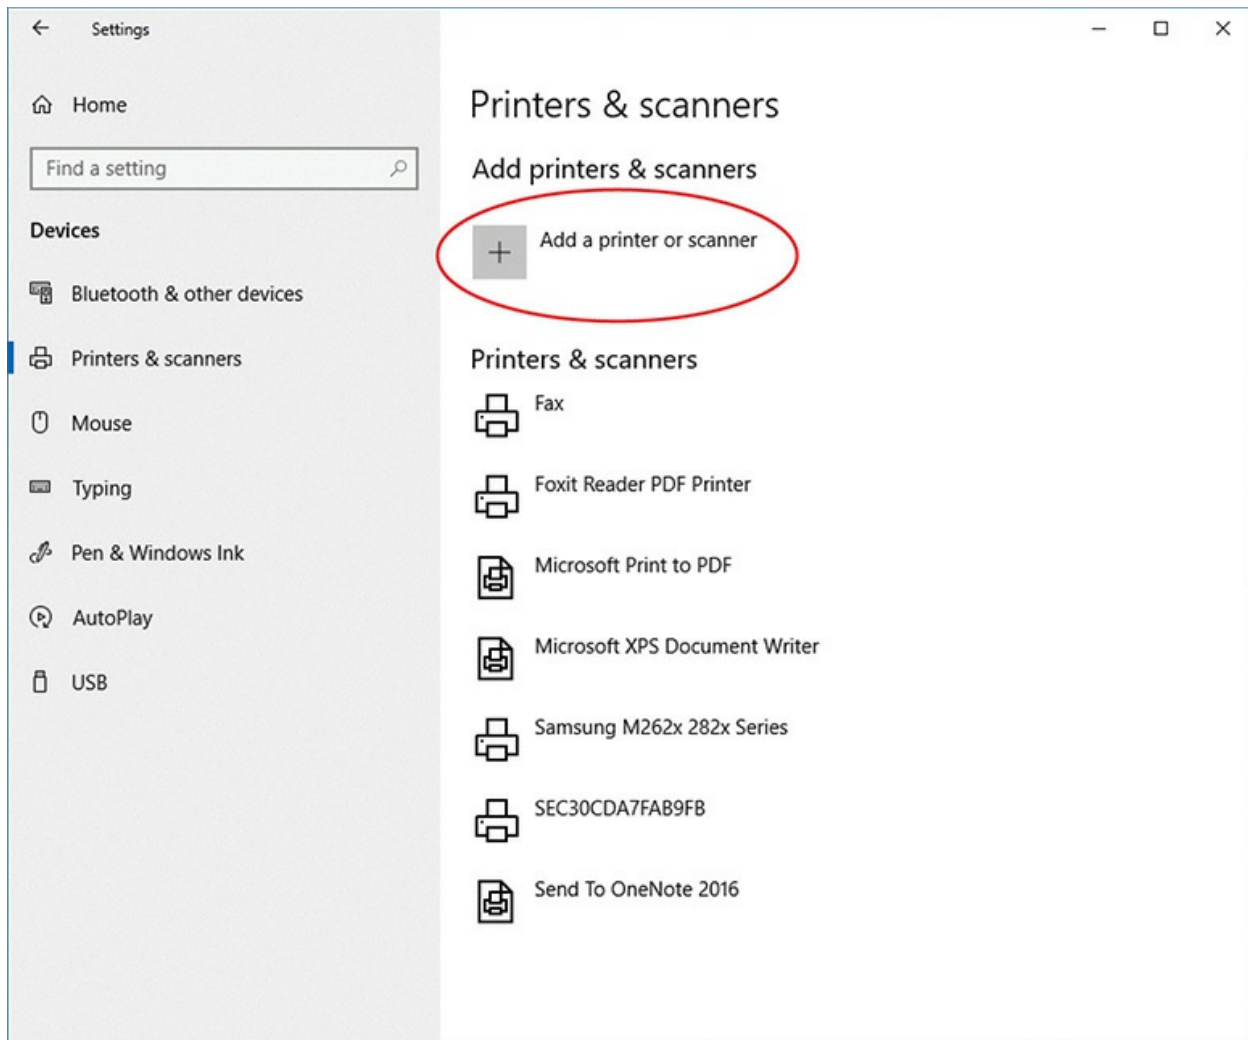 Settings
Home
Find a setting
Devices
Bluetooth & other devices
Printers & scanners
Mouse
Typing
Pen & Windows Ink
AutoPlay
USB
Printers & scanners
Add printers & scanners
Add a printer or scanner
Printers & scanners
Fax
Foxit Reader PDF Printer
Microsoft Print to PDF
Microsoft XPS Document Writer
Samsung M262x 282x Series
SEC30CDA7FAB9FB
Send To OneNote 2016